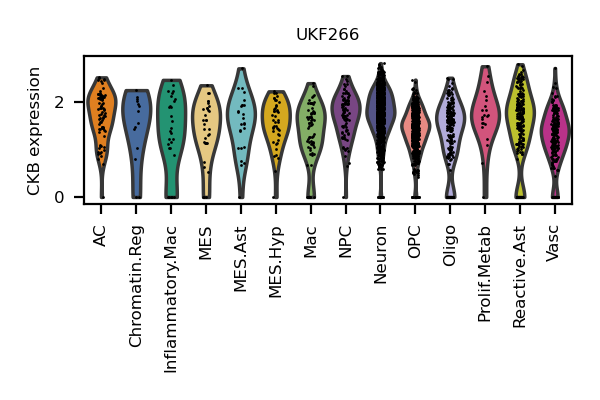 UKF266
CKB expression
2
0
AC
Chromatin.Reg
Inflammatory.Mac
MES
MES.Ast
MES.Hyp
Mac
NPC
Neuron
OPC
Oligo
Prolif.Metab
Reactive.Ast
Vasc